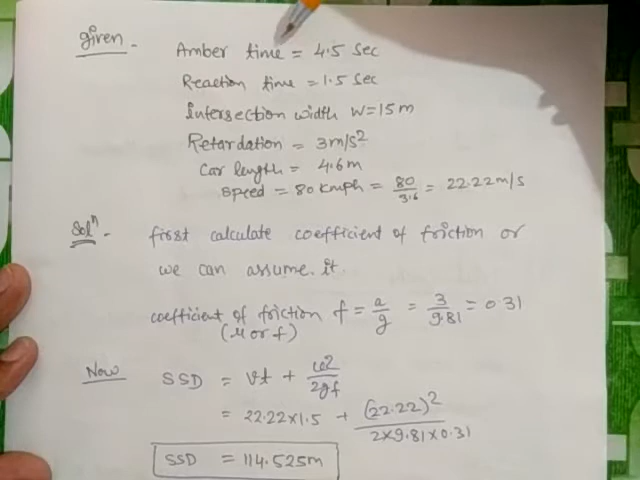 given - Amber time = 4.5 sec
Reaction time = 1.5 sec
intersection width W = 15 m
Retardation = 3 m/s²
Car length = 4.6 m
speed = 80 kmph = 80/3.6 = 22.22 m/s
Solⁿ - first calculate coefficient of friction or
we can assume it.
coefficient of friction f = a/g = 3/9.81 = 0.31
(μ or f)
Now SSD = vt + v²/2gf
= 22.22×1.5 + (22.22)²/2×9.81×0.31
SSD = 114.525m